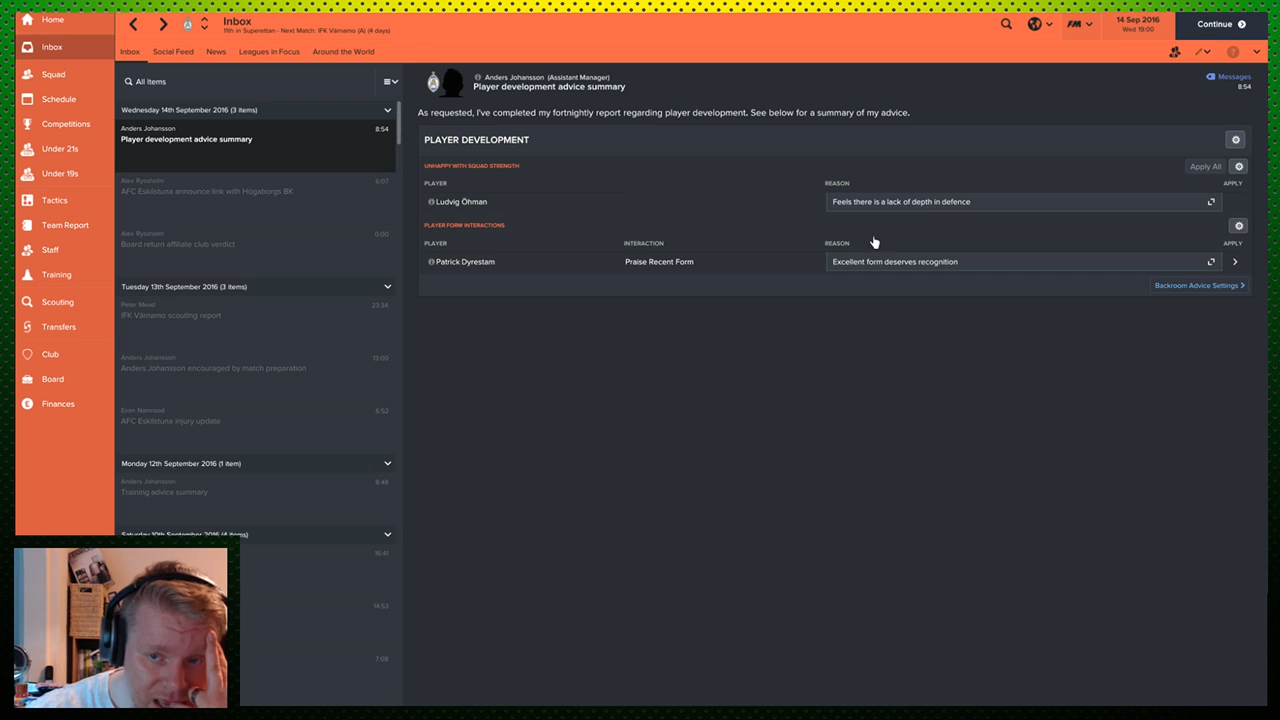 Home
Inbox
Squad
Schedule
Competitions
Under 21s
Under 19s
Tactics
Team Report
Staff
Training
Scouting
Transfers
Club
Board
Finances
Inbox
11th in Superettan - Next Match: IFK Värnamo (A) (4 days)
FM
14 Sep 2016
Wed 19:00
Continue
Inbox
Social Feed
News
Leagues in Focus
Around the World
All Items
Wednesday 14th September 2016 (3 items)
Anders Johansson
8:54
Player development advice summary
Alex Ryssholm
6:07
AFC Eskilstuna announce link with Högaborgs BK
Alex Ryssholm
0:00
Board return affiliate club verdict
Tuesday 13th September 2016 (3 items)
Peter Mead
23:34
IFK Värnamo scouting report
Anders Johansson
13:00
Anders Johansson encouraged by match preparation
Evan Namrood
6:52
AFC Eskilstuna injury update
Monday 12th September 2016 (1 item)
Anders Johansson
8:48
Training advice summary
Saturday 10th September 2016 (4 items)
16:41
14:53
7:08
Anders Johansson (Assistant Manager)
Player development advice summary
Messages
8:54
As requested, I've completed my fortnightly report regarding player development. See below for a summary of my advice.
PLAYER DEVELOPMENT
UNHAPPY WITH SQUAD STRENGTH
Apply All
PLAYER
REASON
APPLY
Ludvig Öhman
Feels there is a lack of depth in defence
PLAYER FORM INTERACTIONS
PLAYER
INTERACTION
REASON
APPLY
Patrick Dyrestam
Praise Recent Form
Excellent form deserves recognition
Backroom Advice Settings